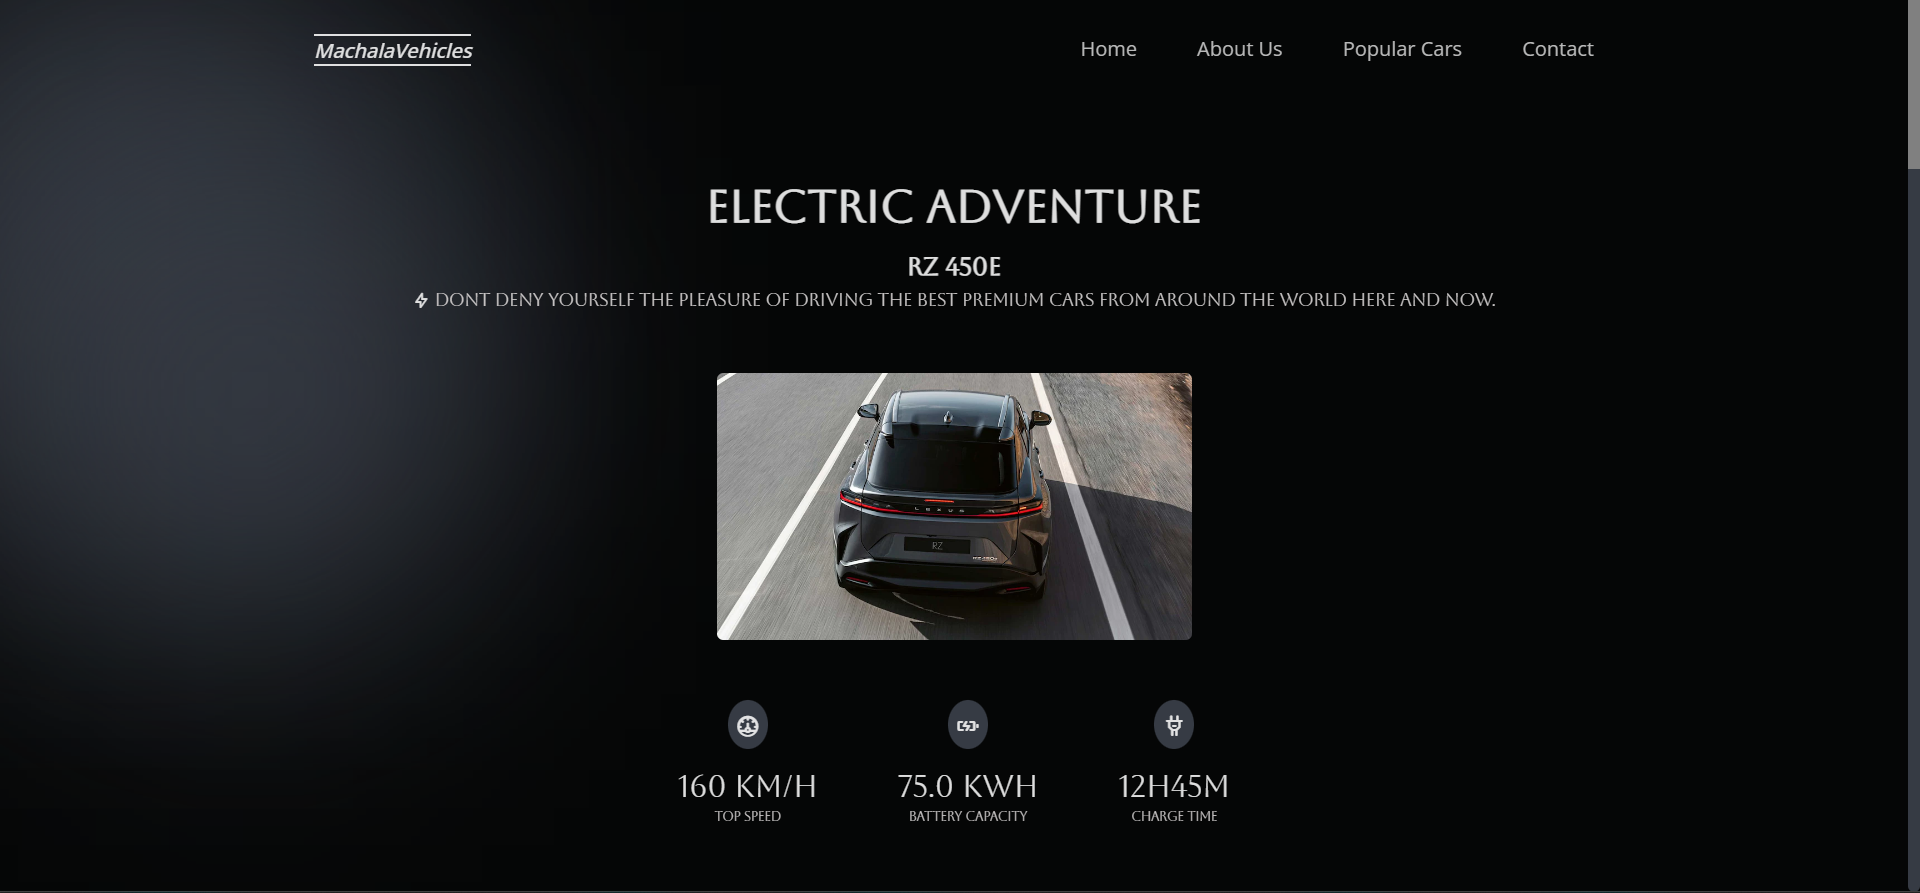 MachalaVehicles
Home About Us Popular Cars Contact
ELECTRIC ADVENTURE
RZ 450E
DONT DENY YOURSELF THE PLEASURE OF DRIVING THE BEST PREMIUM CARS FROM AROUND THE WORLD HERE AND NOW.
LEXUS
RZ
RZ 450e
160 KM/H 75.0 KWH 12H45M
TOP SPEED BATTERY CAPACITY CHARGE TIME